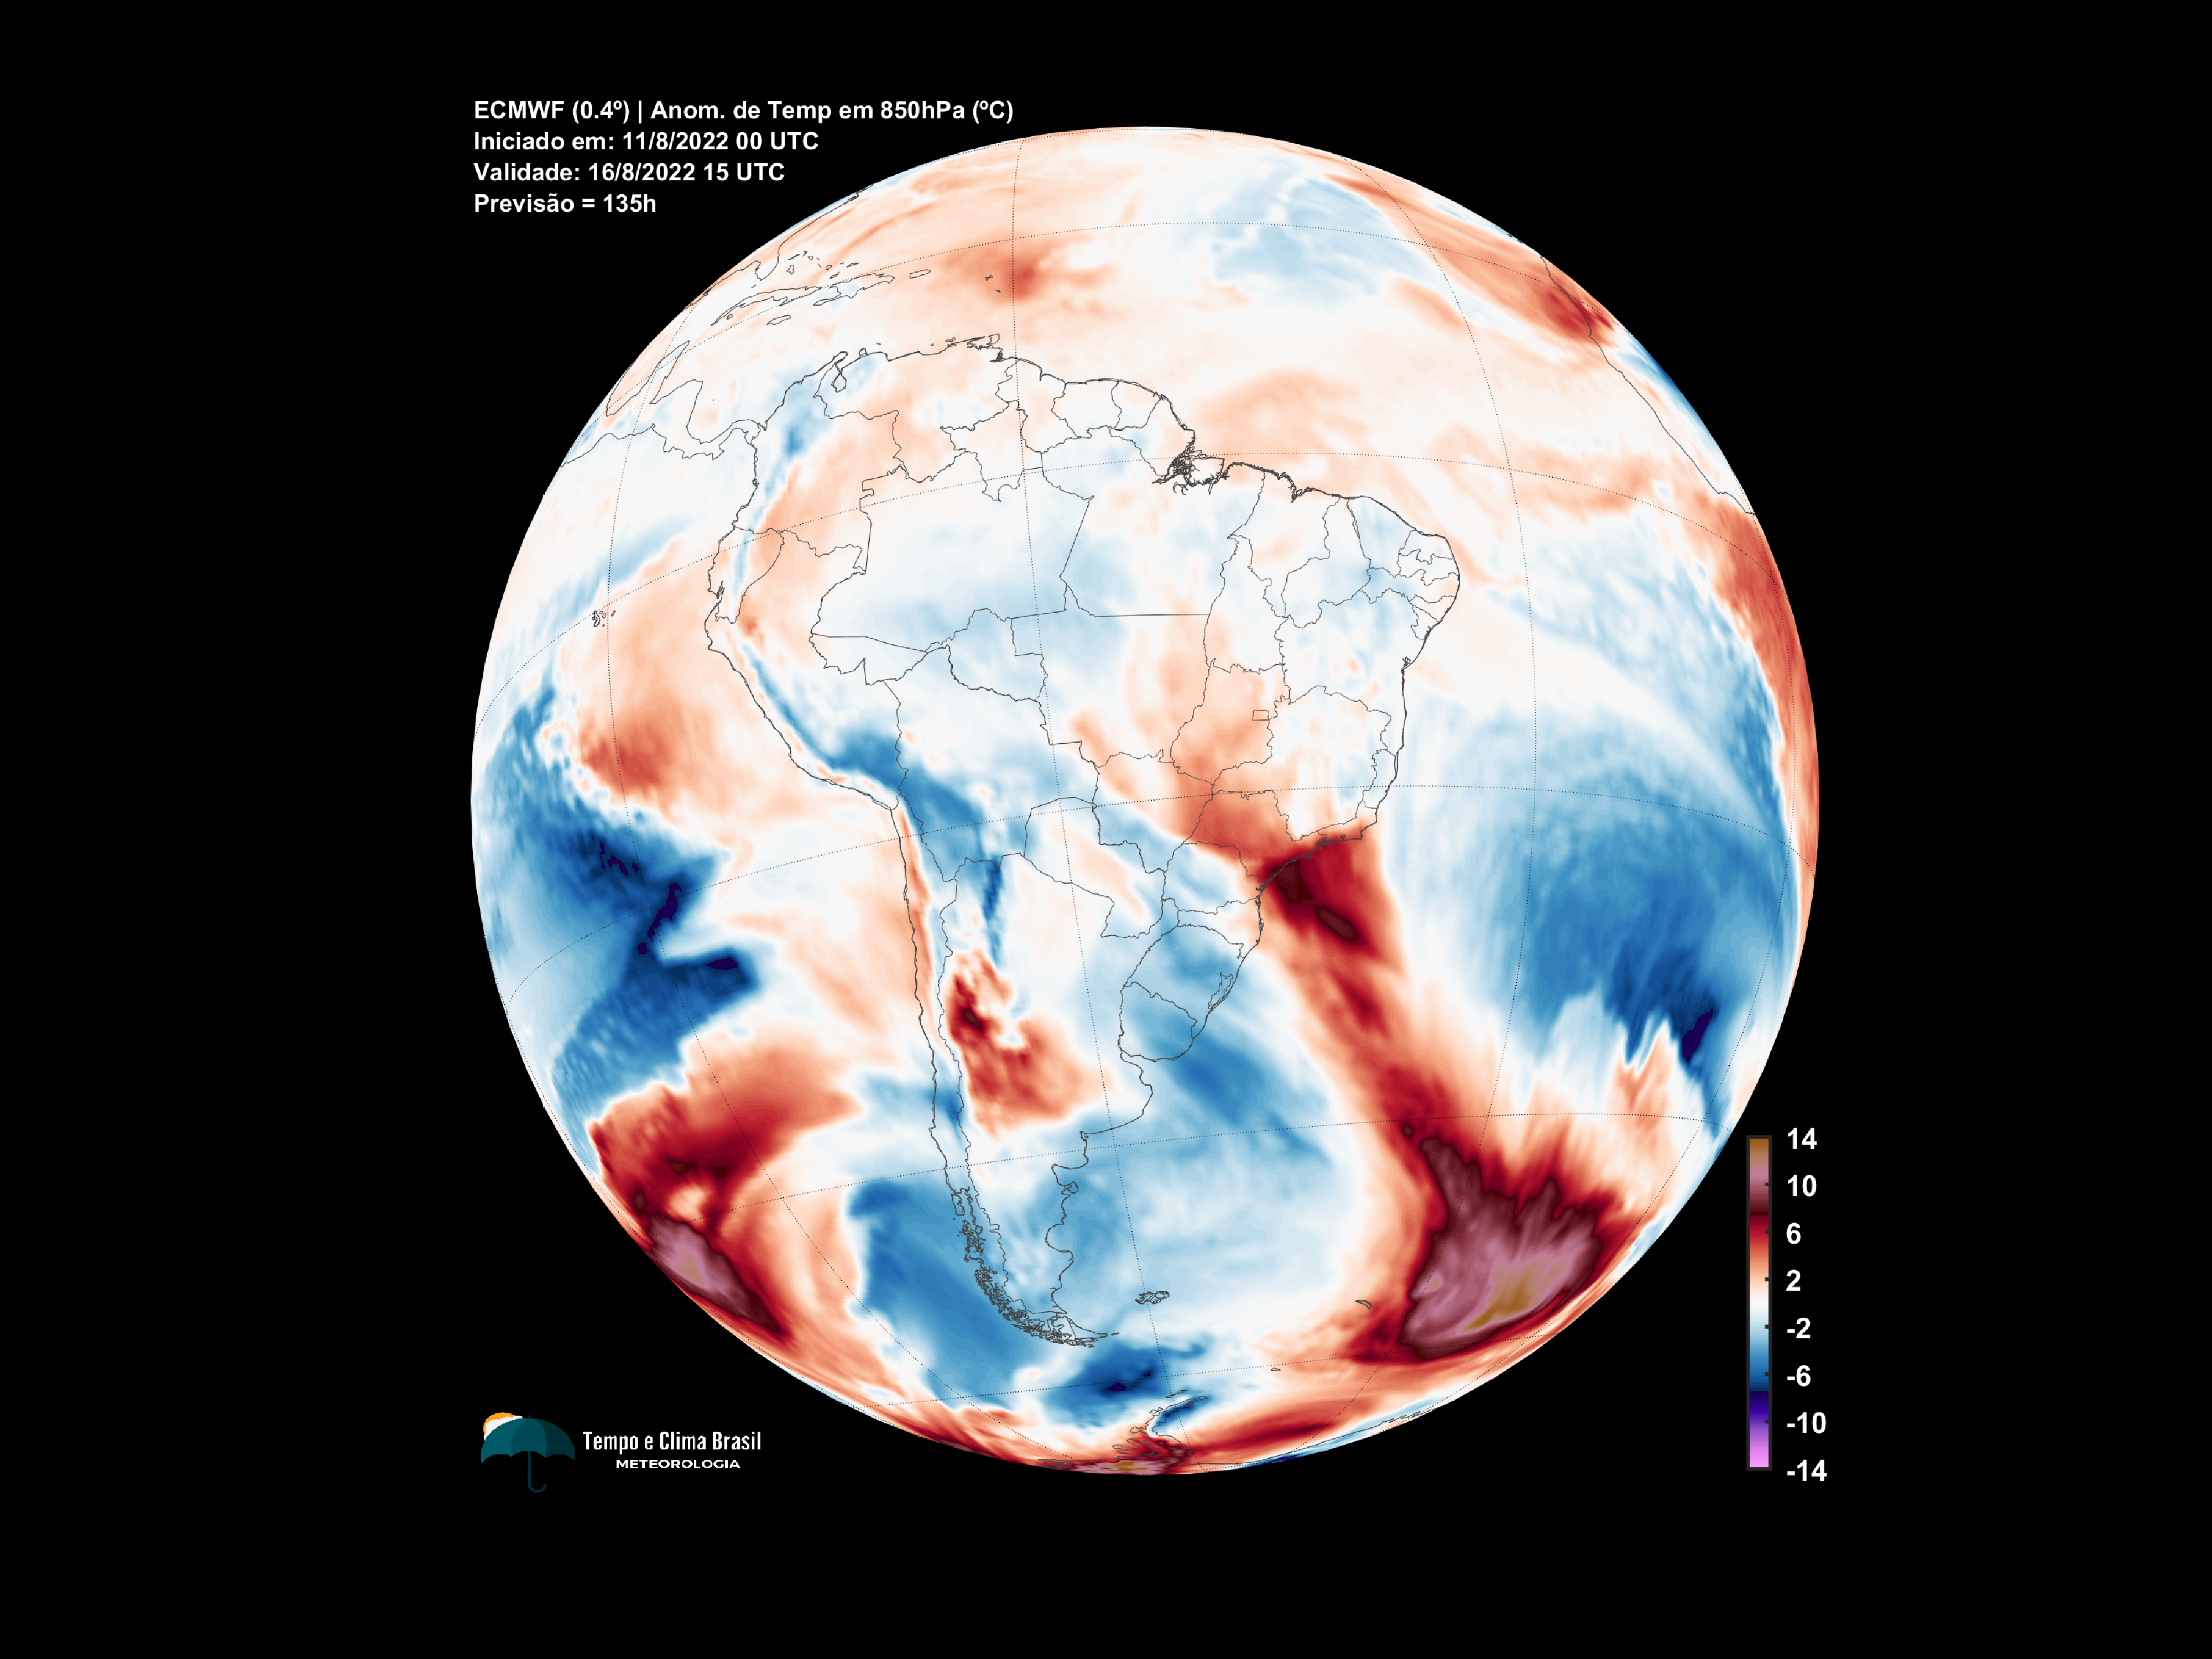 ECMWF (0.4º) | Anom. de Temp em 850hPa (ºC)
Iniciado em: 11/8/2022 00 UTC
Validade: 16/8/2022 15 UTC
Previsão = 135h
14
10
6
2
-2
-6
-10
-14
Tempo e Clima Brasil
METEOROLOGIA